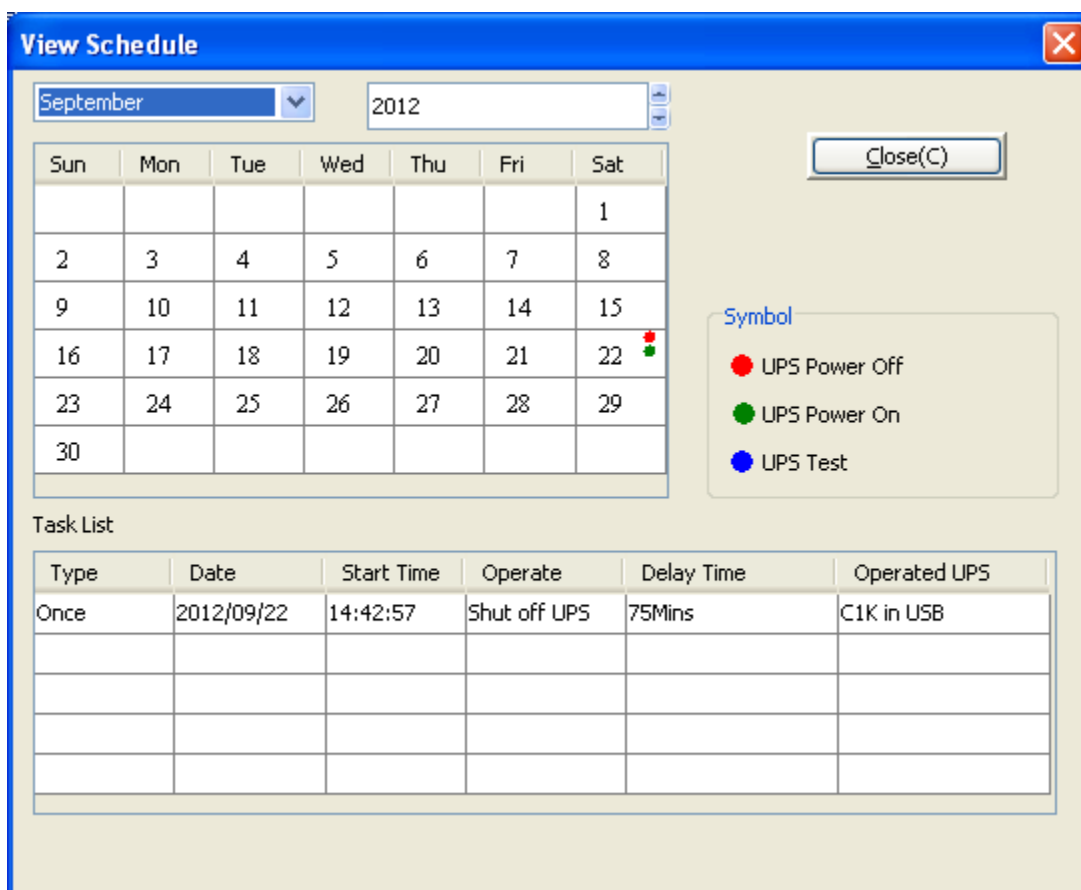 View Schedule
September 2012
Close(C)
Sun Mon Tue Wed Thu Fri Sat
1
2 3 4 5 6 7 8
9 10 11 12 13 14 15
16 17 18 19 20 21 22
23 24 25 26 27 28 29
30
Symbol
UPS Power Off
UPS Power On
UPS Test
Task List
Type Date Start Time Operate Delay Time Operated UPS
Once 2012/09/22 14:42:57 Shut off UPS 75Mins C1K in USB